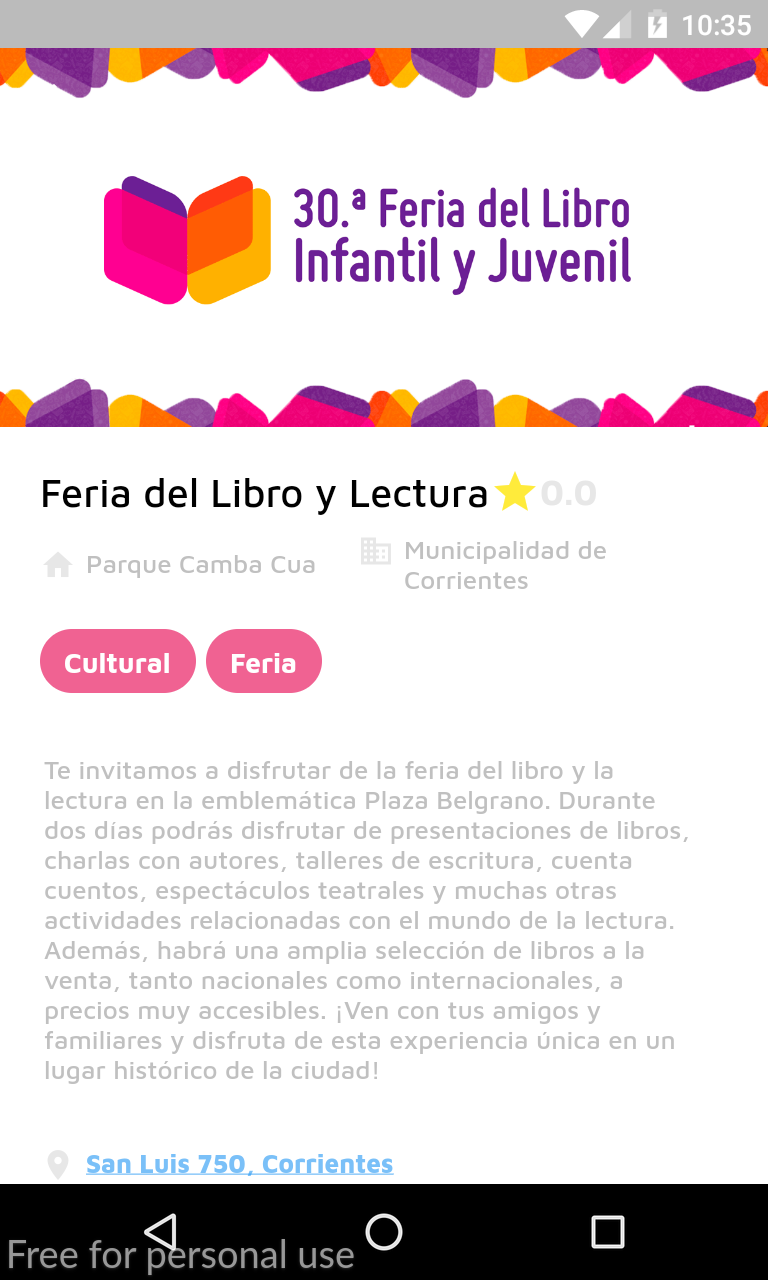 10:35
30.ª Feria del Libro
Infantil y Juvenil
Feria del Libro y Lectura 0.0
Parque Camba Cua
Municipalidad de
Corrientes
Cultural Feria
Te invitamos a disfrutar de la feria del libro y la
lectura en la emblemática Plaza Belgrano. Durante
dos días podrás disfrutar de presentaciones de libros,
charlas con autores, talleres de escritura, cuenta
cuentos, espectáculos teatrales y muchas otras
actividades relacionadas con el mundo de la lectura.
Además, habrá una amplia selección de libros a la
venta, tanto nacionales como internacionales, a
precios muy accesibles. ¡Ven con tus amigos y
familiares y disfruta de esta experiencia única en un
lugar histórico de la ciudad!
San Luis 750, Corrientes
Free for personal use